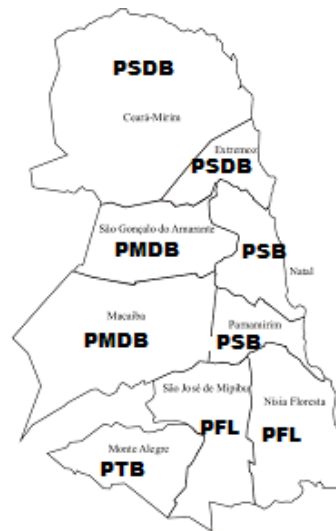 PSDB
Ceará-Mirim
Extremoz
PSDB
São Gonçalo do Amarante
PMDB
PSB
Natal
Macaíba
PMDB
Parnamirim
PSB
São José de Mipibu
PFL
Nísia Floresta
PFL
Monte Alegre
PTB